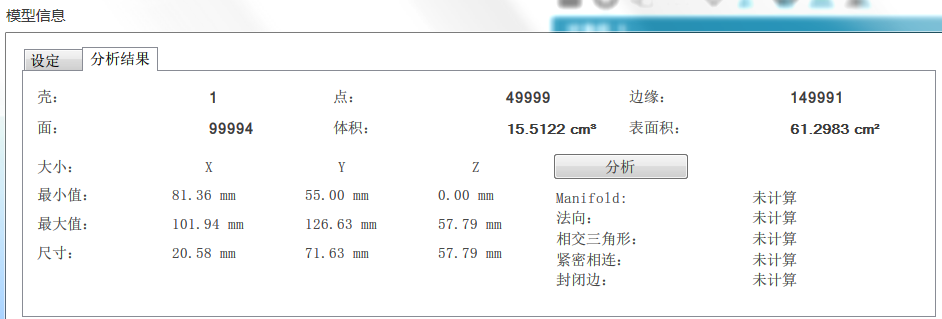 模型信息
设定 分析结果
壳: 1 点: 49999 边缘: 149991
面: 99994 体积: 15.5122 cm³ 表面积: 61.2983 cm²
大小: X Y Z 分析
最小值: 81.36 mm 55.00 mm 0.00 mm Manifold: 未计算
最大值: 101.94 mm 126.63 mm 57.79 mm 法向: 未计算
尺寸: 20.58 mm 71.63 mm 57.79 mm 相交三角形: 未计算
紧密相连: 未计算
封闭边: 未计算